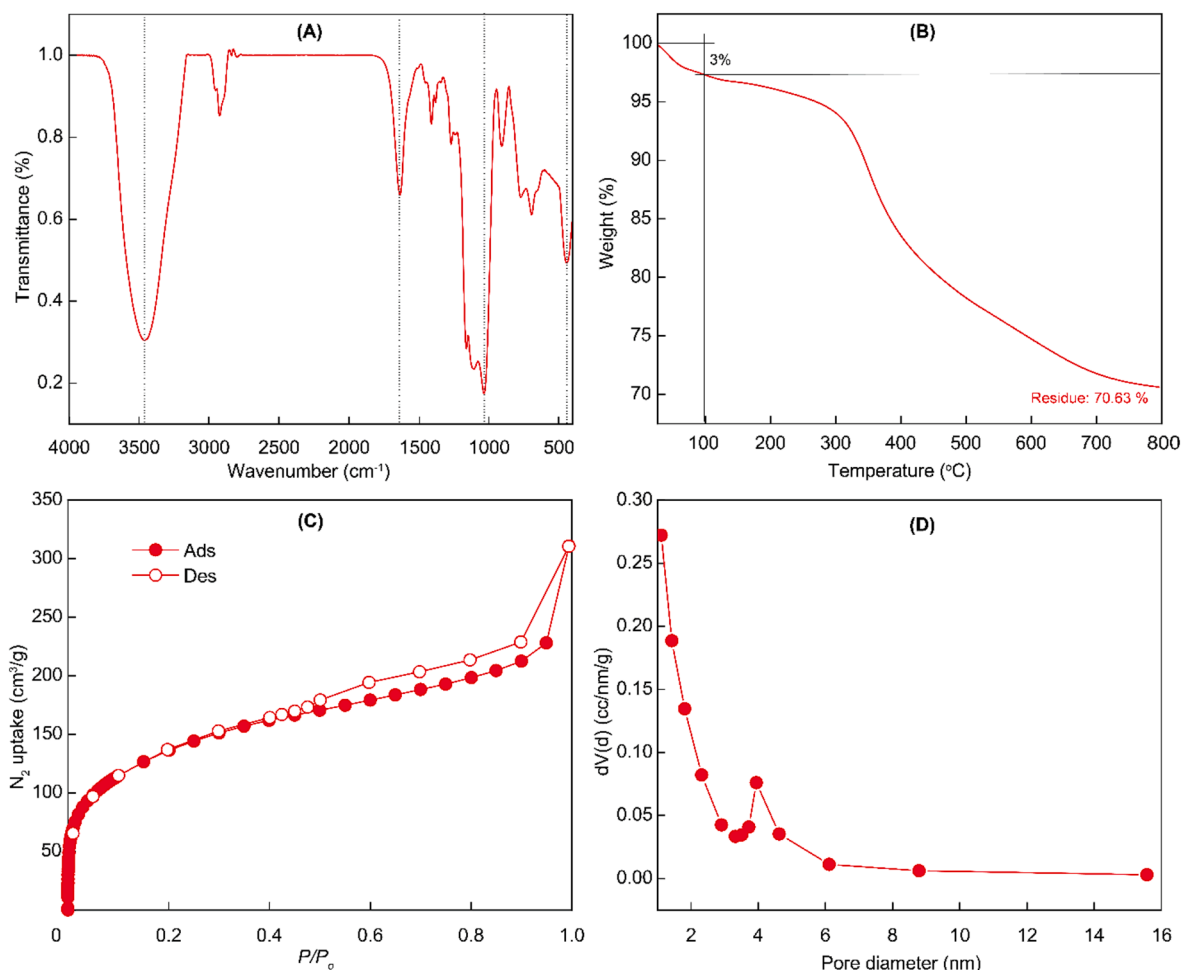 (A)
1.0
0.8
0.6
0.4
0.2
Transmittance (%)
4000 3500 3000 2500 2000 1500 1000 500
Wavenumber (cm⁻¹)
(B)
100
95
90
85
80
75
70
Weight (%)
3%
Residue: 70.63 %
100 200 300 400 500 600 700 800
Temperature (°C)
(C)
350
300
250
200
150
100
50
0
N₂ uptake (cm³/g)
Ads
Des
0.2 0.4 0.6 0.8 1.0
P/Pₒ
(D)
0.30
0.25
0.20
0.15
0.10
0.05
0.00
dV(d) (cc/nm/g)
2 4 6 8 10 12 14 16
Pore diameter (nm)